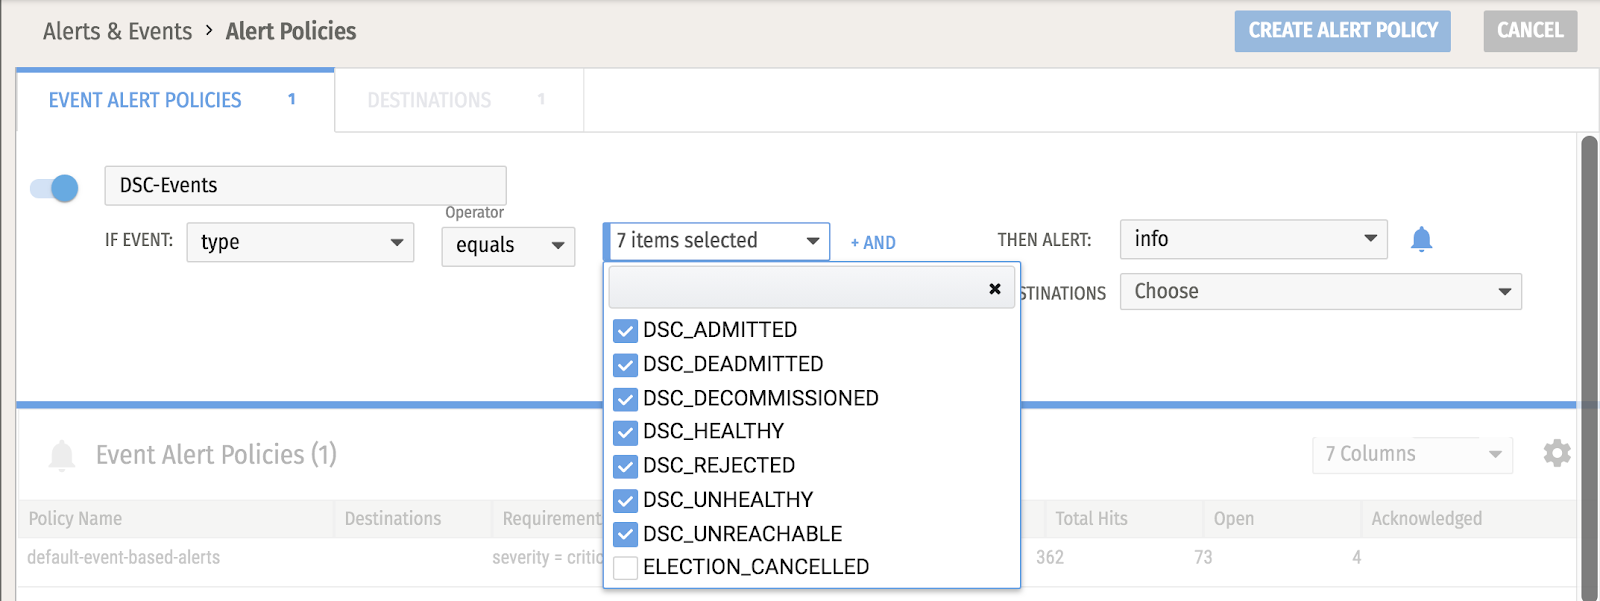 Alerts & Events > Alert Policies
CREATE ALERT POLICY
CANCEL
EVENT ALERT POLICIES 1
DESTINATIONS 1
DSC-Events
Operator
IF EVENT: type equals 7 items selected + AND THEN ALERT: info
STINATIONS Choose
DSC_ADMITTED
DSC_DEADMITTED
DSC_DECOMMISSIONED
DSC_HEALTHY
DSC_REJECTED
DSC_UNHEALTHY
DSC_UNREACHABLE
ELECTION_CANCELLED
Event Alert Policies (1) 7 Columns
Policy Name Destinations Requirement Total Hits Open Acknowledged
default-event-based-alerts severity = critic 362 73 4